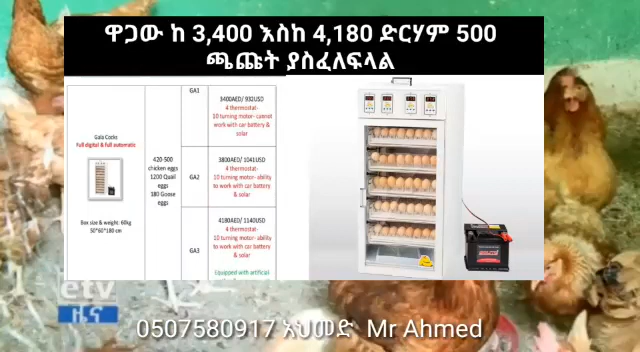 ዋጋው ከ 3,400 እስከ 4,180 ድርሃም 500
ጫጩት ያስፈለፍላል
Gala Cocks
Full digital & full automatic
Box size & weight: 60kg
50*60*180 cm
420-500
chicken eggs
1200 Quail
eggs
180 Goose
eggs
GA1
3400AED/ 932USD
4 thermostat-
10 turning motor- cannot
work with car battery &
solar
GA2
3800AED/ 1041USD
4 thermostat-
10 turning motor- ability
to work with car battery
& solar
GA3
4180AED/ 1140USD
4 thermostat-
10 turning motor- ability
to work with car battery
& solar
Equipped with artificial
etv
ዜና
0507580917 አህመድ Mr Ahmed